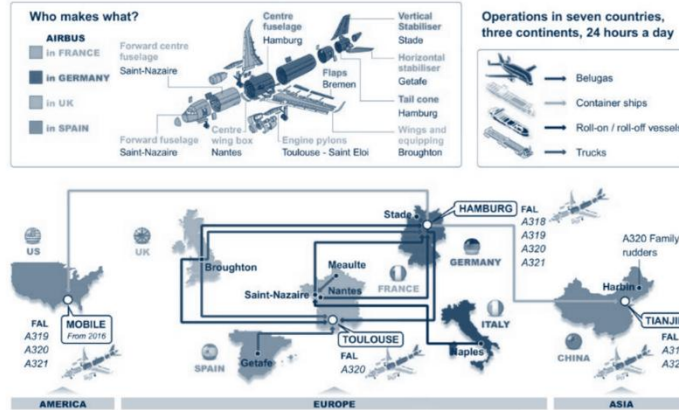 Who makes what?
AIRBUS
in FRANCE
in GERMANY
in UK
in SPAIN
Forward centre
fuselage
Saint-Nazaire
Centre
fuselage
Hamburg
Vertical
Stabiliser
Stade
Horizontal
stabiliser
Getafe
Flaps
Bremen
Tail cone
Hamburg
Forward fuselage
Saint-Nazaire
Centre
wing box
Nantes
Engine pylons
Toulouse - Saint Eloi
Wings and
equipping
Broughton
Operations in seven countries,
three continents, 24 hours a day
Belugas
Container ships
Roll-on / roll-off vessels
Trucks
US
FAL
A319
A320
A321
MOBILE
From 2016
UK
Broughton
Stade
HAMBURG
FAL
A318
A319
A320
A321
GERMANY
Meaulte
FRANCE
Saint-Nazaire
Nantes
TOULOUSE
FAL
A320
SPAIN
Getafe
ITALY
Naples
A320 Family
rudders
Harbin
TIANJI
FAL
A31
A32
CHINA
AMERICA
EUROPE
ASIA